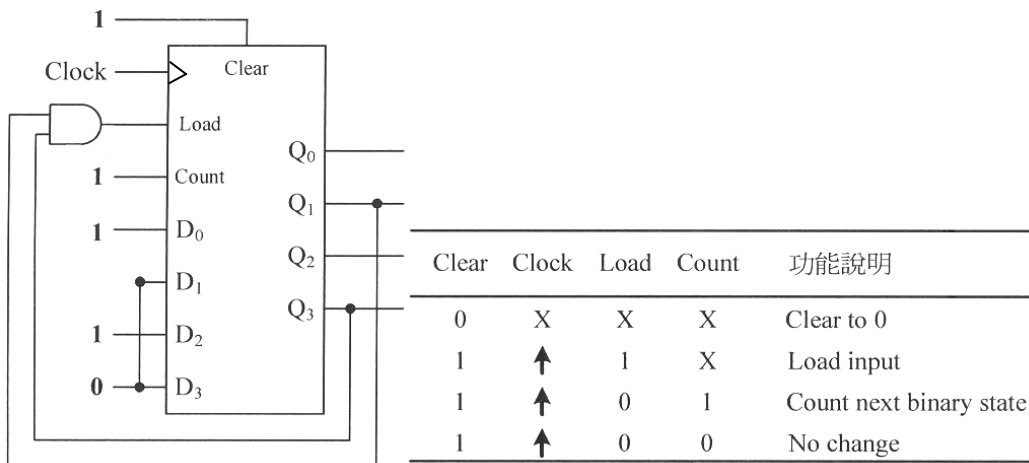 1
Clock
Clear
Load
Count
1
1
D0
D1
1
D2
0
D3
Q0
Q1
Q2
Q3
Clear Clock Load Count 功能說明
0 X X X Clear to 0
1 ↑ 1 X Load input
1 ↑ 0 1 Count next binary state
1 ↑ 0 0 No change